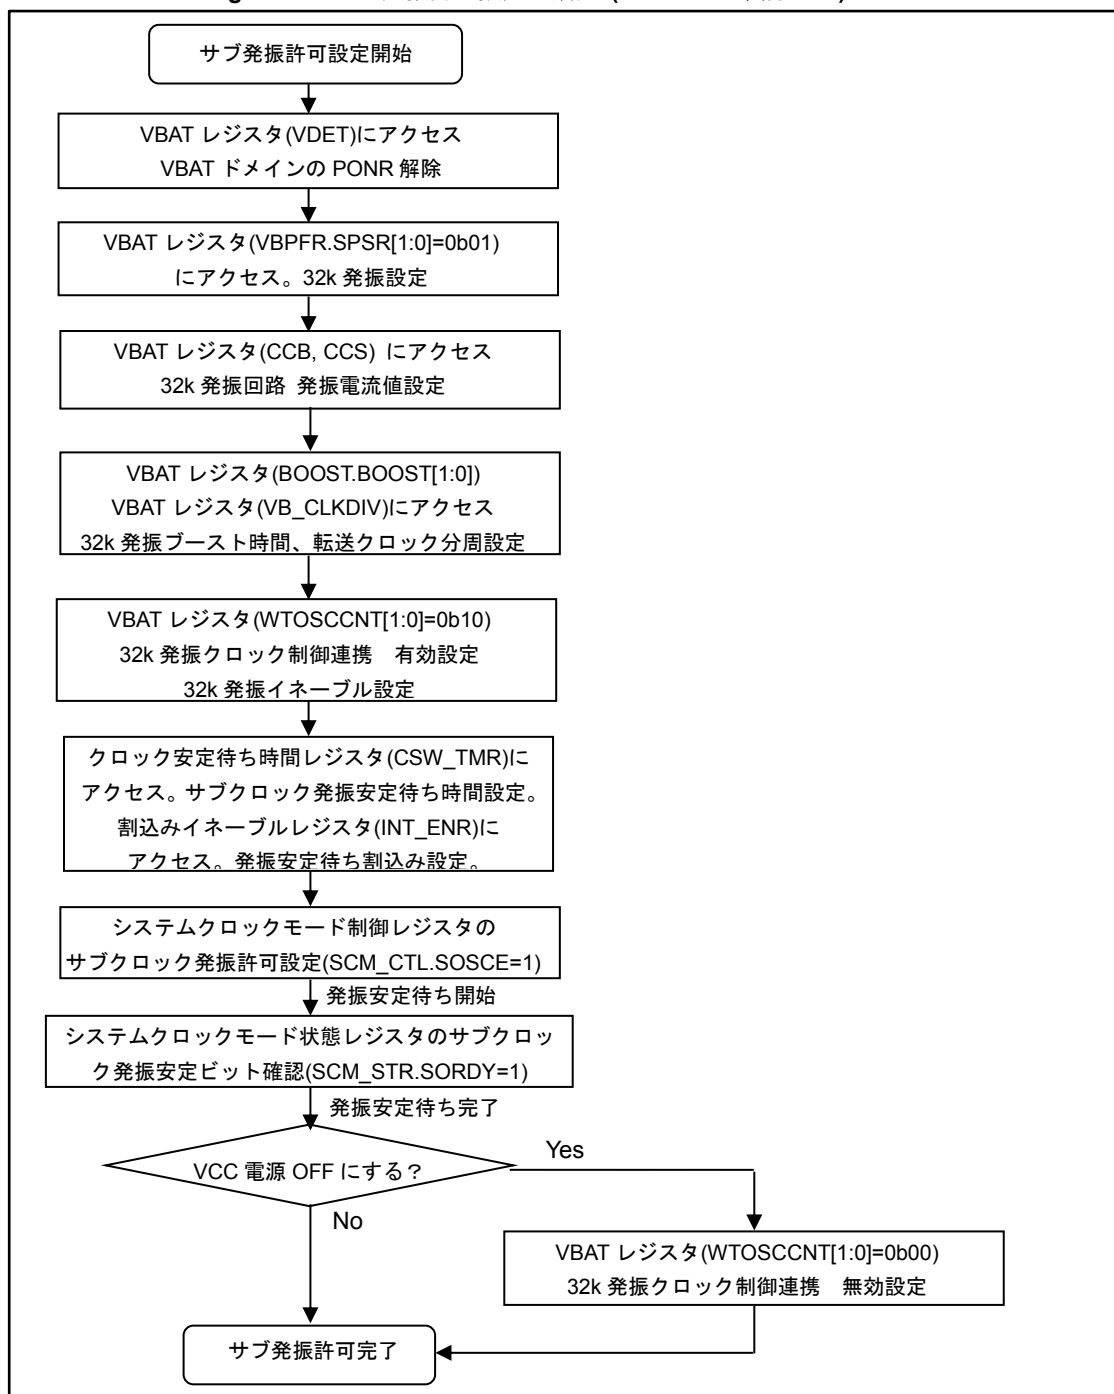 サブ発振許可設定開始
VBAT レジスタ(VDET)にアクセス
VBAT ドメインの PONR 解除
VBAT レジスタ(VBPFR.SPSR[1:0]=0b01)
にアクセス。32k 発振設定
VBAT レジスタ(CCB, CCS) にアクセス
32k 発振回路 発振電流値設定
VBAT レジスタ(BOOST.BOOST[1:0])
VBAT レジスタ(VB_CLKDIV)にアクセス
32k 発振ブースト時間、転送クロック分周設定
VBAT レジスタ(WTOSCCNT[1:0]=0b10)
32k 発振クロック制御連携　有効設定
32k 発振イネーブル設定
クロック安定待ち時間レジスタ(CSW_TMR)に
アクセス。サブクロック発振安定待ち時間設定。
割込みイネーブルレジスタ(INT_ENR)に
アクセス。発振安定待ち割込み設定。
システムクロックモード制御レジスタの
サブクロック発振許可設定(SCM_CTL.SOSCE=1)
発振安定待ち開始
システムクロックモード状態レジスタのサブクロッ
ク発振安定ビット確認(SCM_STR.SORDY=1)
発振安定待ち完了
VCC 電源 OFF にする？
Yes
No
VBAT レジスタ(WTOSCCNT[1:0]=0b00)
32k 発振クロック制御連携　無効設定
サブ発振許可完了